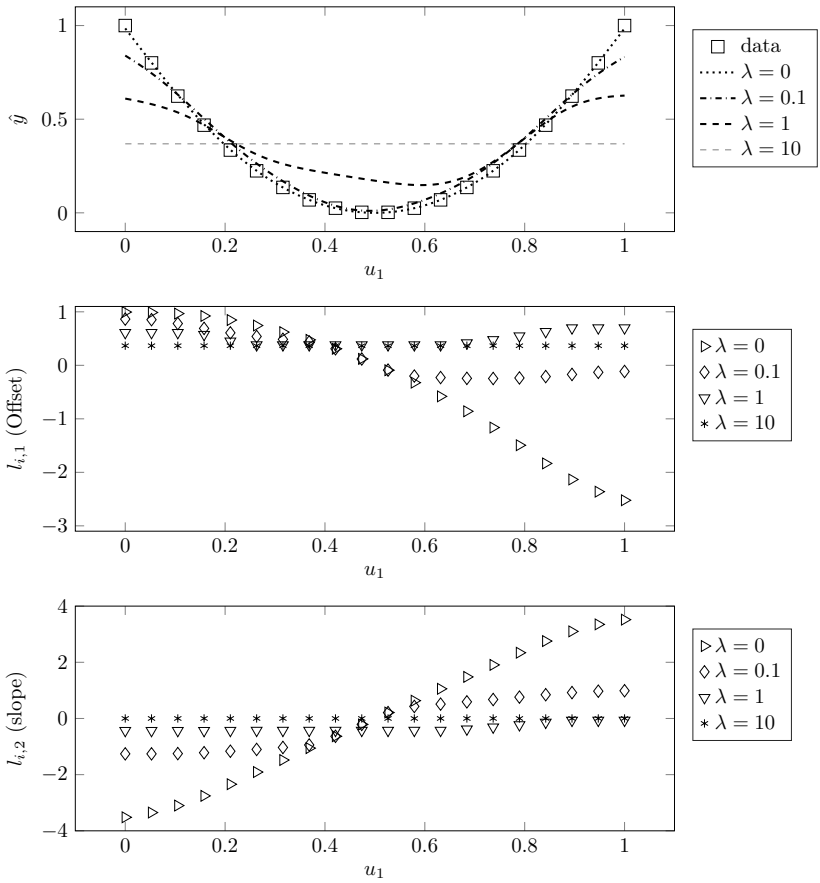 1
0.5
0
ŷ
0
0.2
0.4
0.6
0.8
1
u₁
data
λ = 0
λ = 0.1
λ = 1
λ = 10
1
0
−1
−2
−3
lᵢ,₁ (Offset)
0
0.2
0.4
0.6
0.8
1
u₁
λ = 0
λ = 0.1
λ = 1
λ = 10
4
2
0
−2
−4
lᵢ,₂ (slope)
0
0.2
0.4
0.6
0.8
1
u₁
λ = 0
λ = 0.1
λ = 1
λ = 10